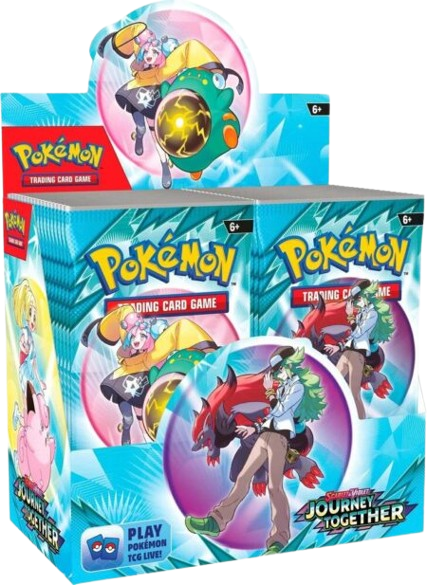 6+
POKéMON
TRADING CARD GAME
6+
6+
POKéMON
TRADING CARD GAME
POKéMON
TRADING CARD GAME
POKéMON
SCARLET & VIOLET
JOURNEY
TOGETHER
JOURNEY
TOGETHER
PLAY
POKÉMON
TCG LIVE!